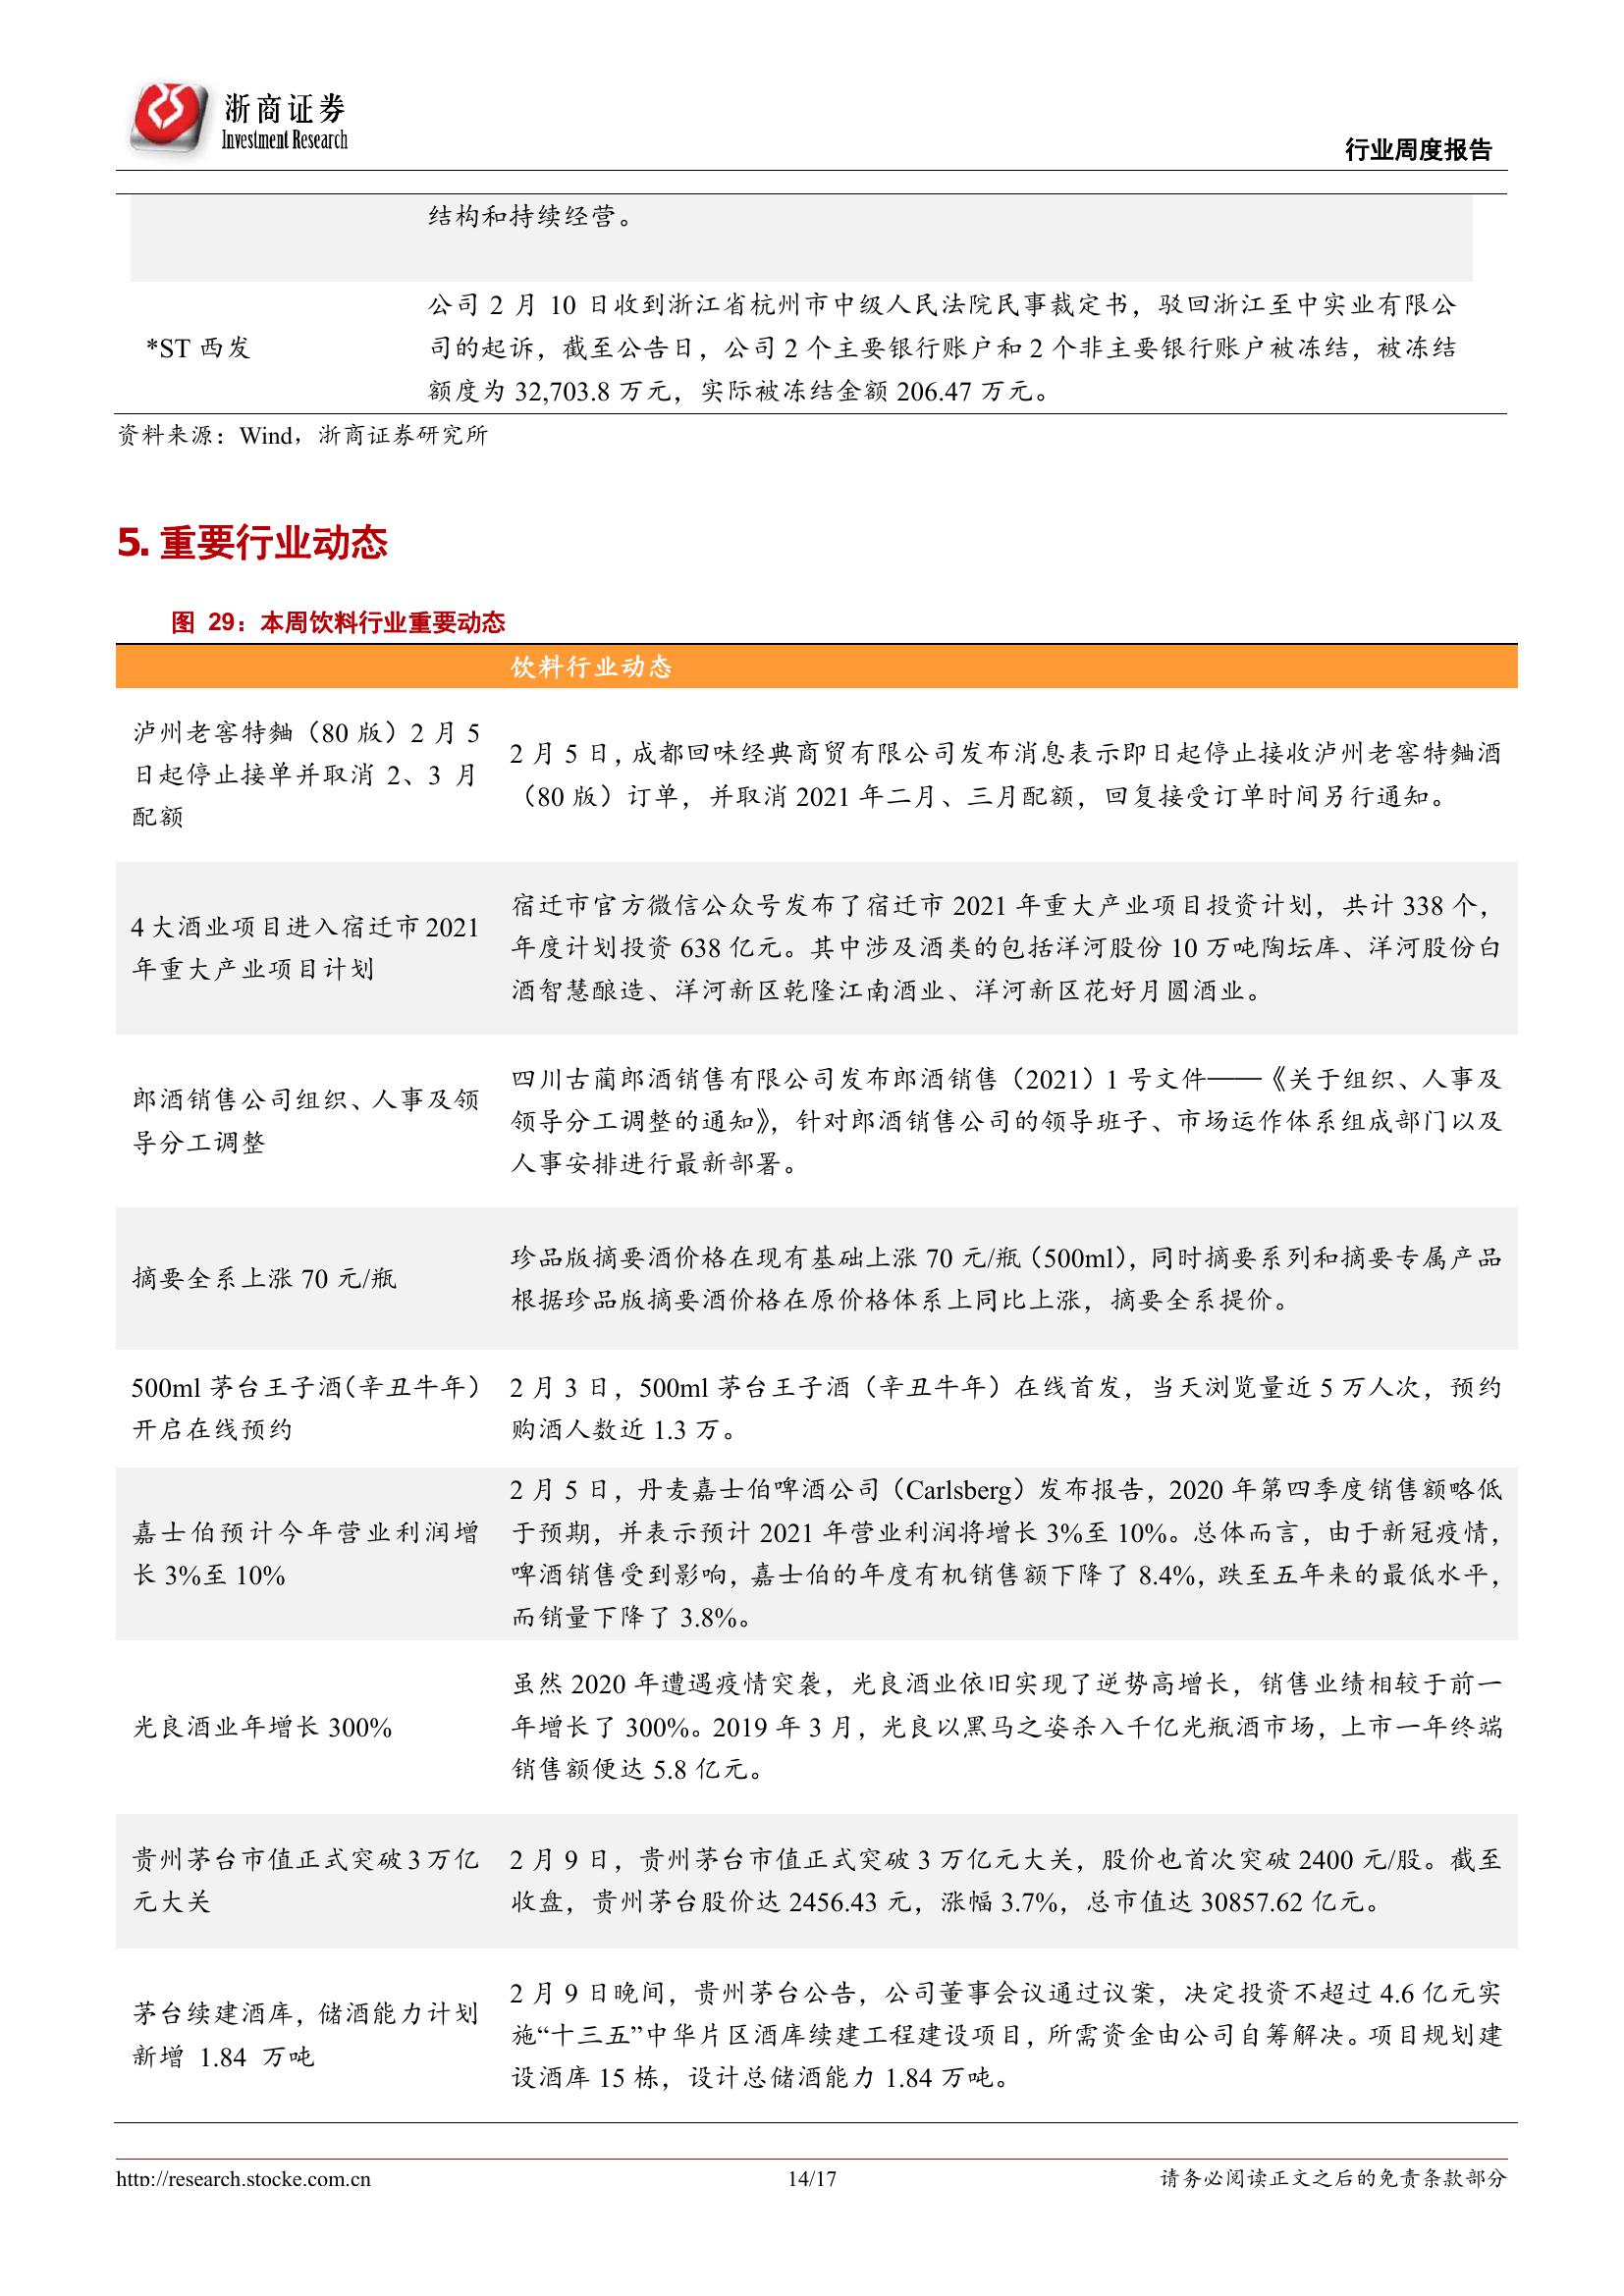 浙商证券
Investment Research
行业周度报告
结构和持续经营。
*ST 西发
公司 2 月 10 日收到浙江省杭州市中级人民法院民事裁定书，驳回浙江至中实业有限公
司的起诉，截至公告日，公司 2 个主要银行账户和 2 个非主要银行账户被冻结，被冻结
额度为 32,703.8 万元，实际被冻结金额 206.47 万元。
资料来源：Wind，浙商证券研究所
5. 重要行业动态
图 29：本周饮料行业重要动态
饮料行业动态
泸州老窖特麯（80 版）2 月 5
日起停止接单并取消 2、3 月
配额
2 月 5 日，成都回味经典商贸有限公司发布消息表示即日起停止接收泸州老窖特麯酒
（80 版）订单，并取消 2021 年二月、三月配额，回复接受订单时间另行通知。
4 大酒业项目进入宿迁市 2021
年重大产业项目计划
宿迁市官方微信公众号发布了宿迁市 2021 年重大产业项目投资计划，共计 338 个，
年度计划投资 638 亿元。其中涉及酒类的包括洋河股份 10 万吨陶坛库、洋河股份白
酒智慧酿造、洋河新区乾隆江南酒业、洋河新区花好月圆酒业。
郎酒销售公司组织、人事及领
导分工调整
四川古蔺郎酒销售有限公司发布郎酒销售（2021）1 号文件——《关于组织、人事及
领导分工调整的通知》，针对郎酒销售公司的领导班子、市场运作体系组成部门以及
人事安排进行最新部署。
摘要全系上涨 70 元/瓶
珍品版摘要酒价格在现有基础上涨 70 元/瓶（500ml），同时摘要系列和摘要专属产品
根据珍品版摘要酒价格在原价格体系上同比上涨，摘要全系提价。
500ml 茅台王子酒（辛丑牛年）
开启在线预约
2 月 3 日，500ml 茅台王子酒（辛丑牛年）在线首发，当天浏览量近 5 万人次，预约
购酒人数近 1.3 万。
嘉士伯预计今年营业利润增
长 3%至 10%
2 月 5 日，丹麦嘉士伯啤酒公司（Carlsberg）发布报告，2020 年第四季度销售额略低
于预期，并表示预计 2021 年营业利润将增长 3%至 10%。总体而言，由于新冠疫情，
啤酒销售受到影响，嘉士伯的年度有机销售额下降了 8.4%，跌至五年来的最低水平，
而销量下降了 3.8%。
光良酒业年增长 300%
虽然 2020 年遭遇疫情突袭，光良酒业依旧实现了逆势高增长，销售业绩相较于前一
年增长了 300%。2019 年 3 月，光良以黑马之姿杀入千亿光瓶酒市场，上市一年终端
销售额便达 5.8 亿元。
贵州茅台市值正式突破 3 万亿
元大关
2 月 9 日，贵州茅台市值正式突破 3 万亿元大关，股价也首次突破 2400 元/股。截至
收盘，贵州茅台股价达 2456.43 元，涨幅 3.7%，总市值达 30857.62 亿元。
茅台续建酒库，储酒能力计划
新增 1.84 万吨
2 月 9 日晚间，贵州茅台公告，公司董事会议通过议案，决定投资不超过 4.6 亿元实
施“十三五”中华片区酒库续建工程建设项目，所需资金由公司自筹解决。项目规划建
设酒库 15 栋，设计总储酒能力 1.84 万吨。
http://research.stocke.com.cn
14/17
请务必阅读正文之后的免责条款部分